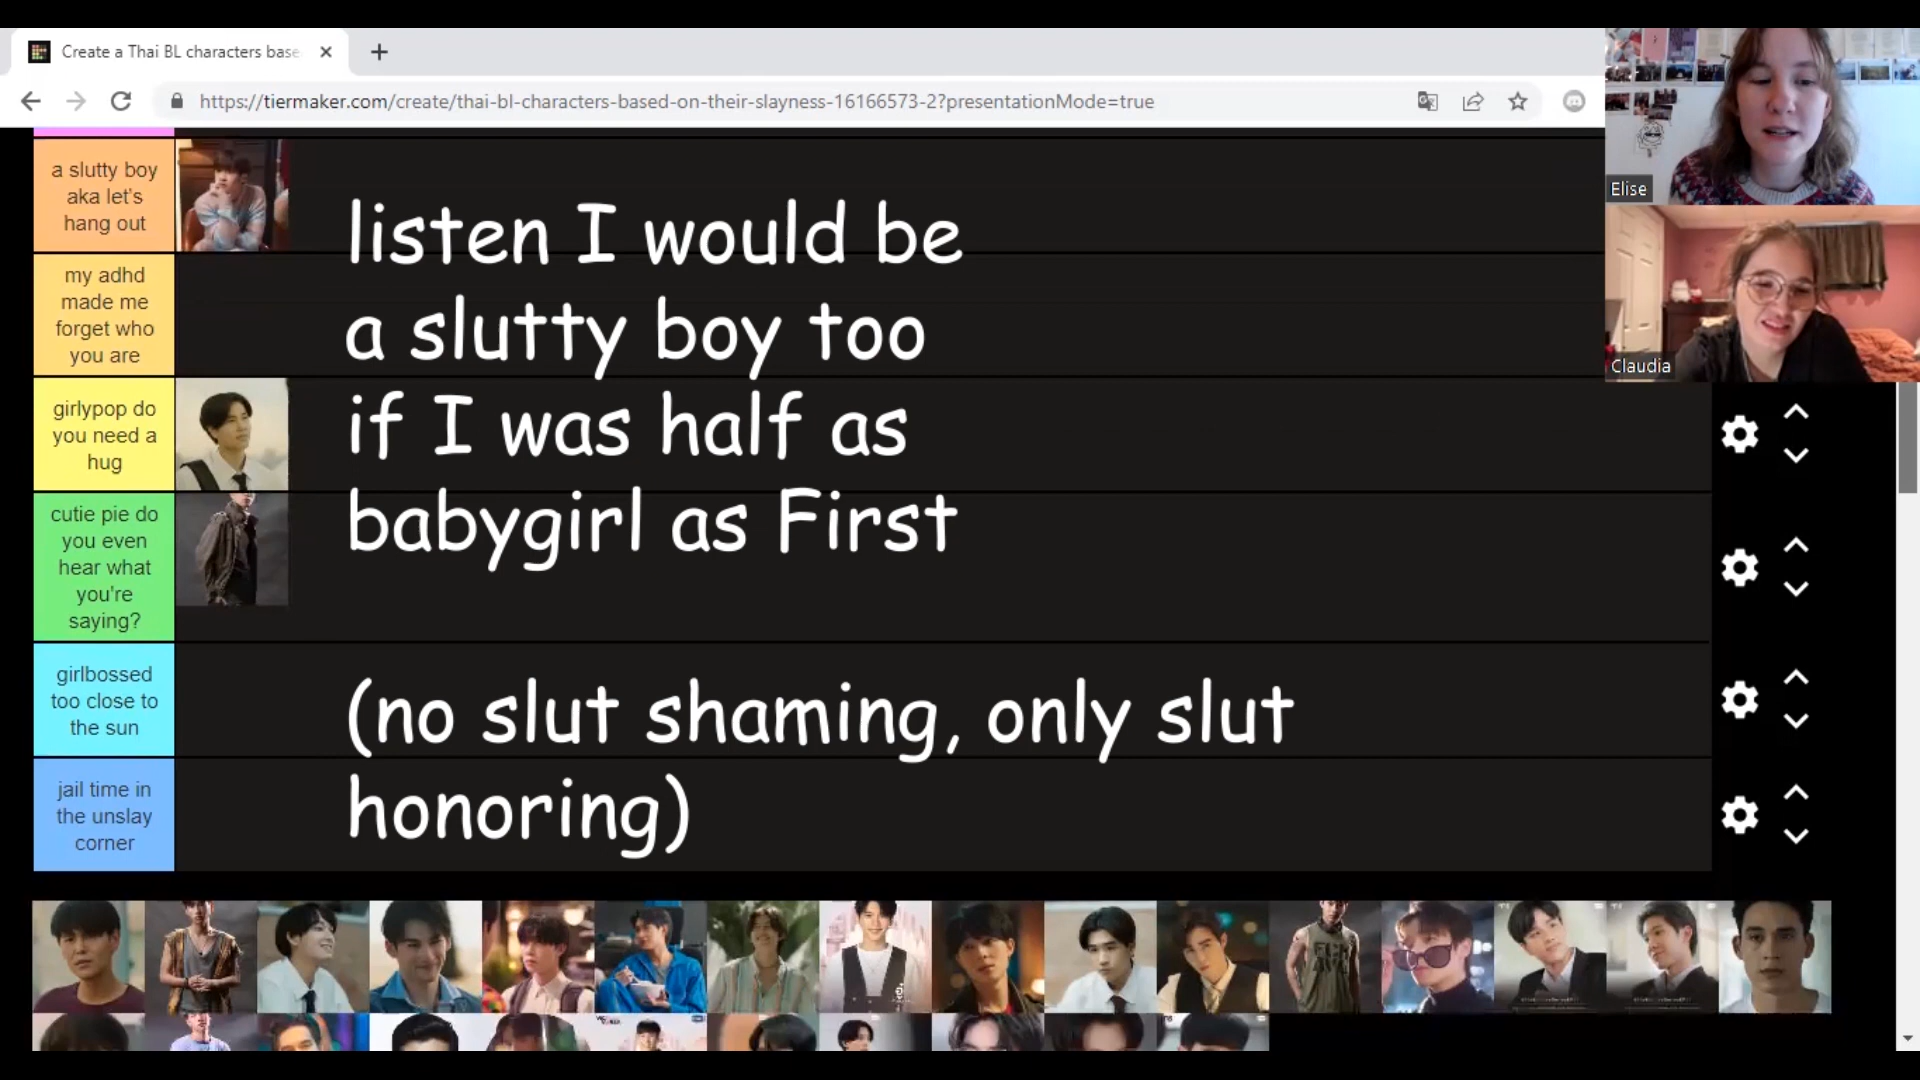 Create a Thai BL characters base
https://tiermaker.com/create/thai-bl-characters-based-on-their-slayness-16166573-2?presentationMode=true
Elise
Claudia
a slutty boy
aka let's
hang out
my adhd
made me
forget who
you are
girlypop do
you need a
hug
cutie pie do
you even
hear what
you're
saying?
girlbossed
too close to
the sun
jail time in
the unslay
corner
listen I would be
a slutty boy too
if I was half as
babygirl as First
(no slut shaming, only slut
honoring)